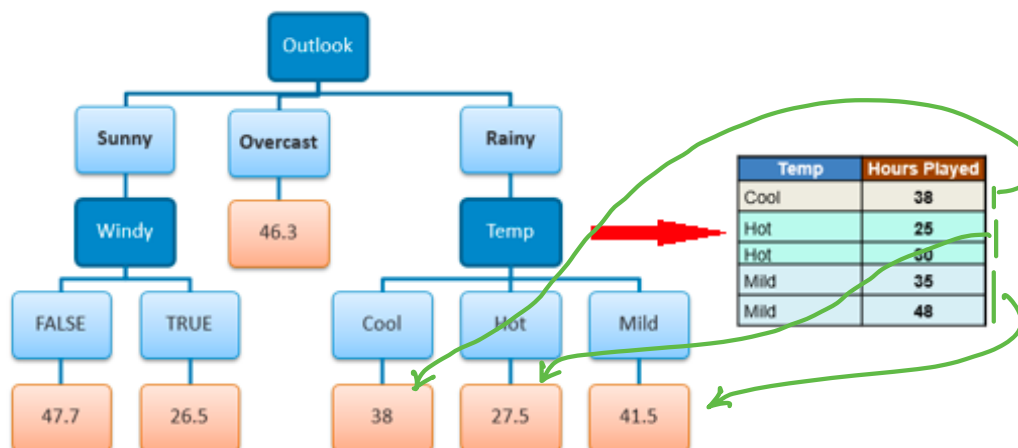 Outlook
Sunny Overcast Rainy
Windy 46.3 Temp
FALSE TRUE Cool Hot Mild
47.7 26.5 38 27.5 41.5
Temp Hours Played
Cool 38
Hot 25
Hot 30
Mild 35
Mild 48